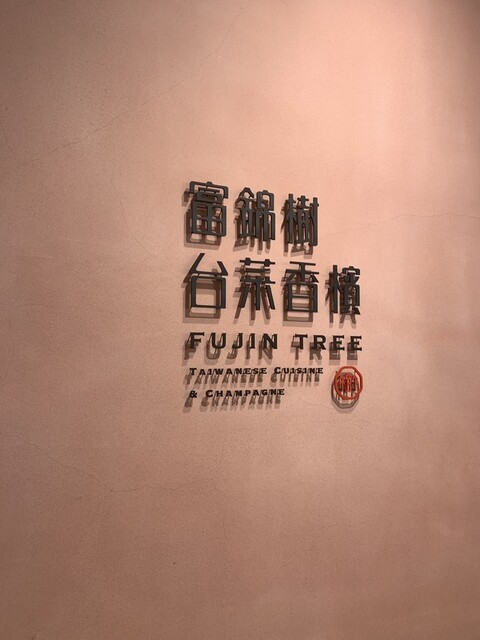 富錦樹
台菜香檳
FUJIN TREE
TAIWANESE CUISINE
& CHAMPAGNE